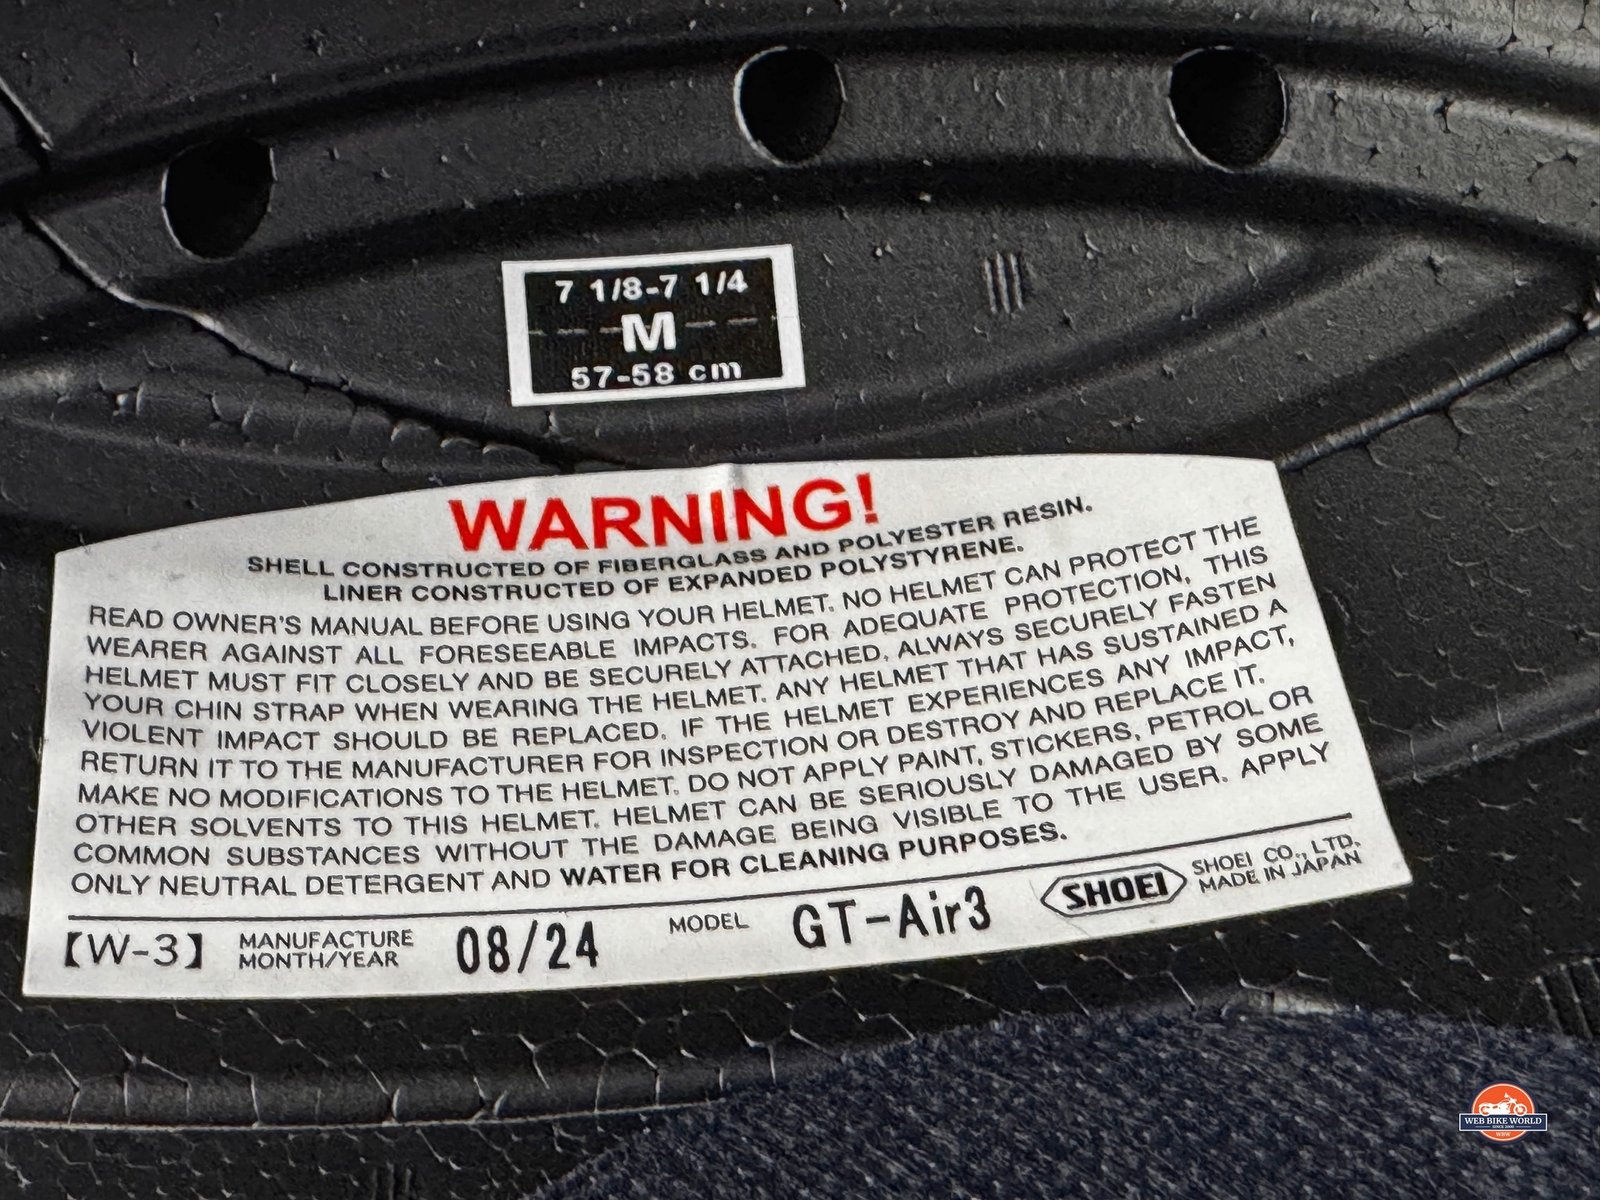 7 1/8-7 1/4
M
57-58 cm
WARNING!
SHELL CONSTRUCTED OF FIBERGLASS AND POLYESTER RESIN.
LINER CONSTRUCTED OF EXPANDED POLYSTYRENE.
READ OWNER'S MANUAL BEFORE USING YOUR HELMET. NO HELMET CAN PROTECT THE
WEARER AGAINST ALL FORESEEABLE IMPACTS. FOR ADEQUATE PROTECTION, THIS
HELMET MUST FIT CLOSELY AND BE SECURELY ATTACHED. ALWAYS SECURELY FASTEN
YOUR CHIN STRAP WHEN WEARING THE HELMET. ANY HELMET THAT HAS SUSTAINED A
VIOLENT IMPACT SHOULD BE REPLACED. IF THE HELMET EXPERIENCES ANY IMPACT,
RETURN IT TO THE MANUFACTURER FOR INSPECTION OR DESTROY AND REPLACE IT.
MAKE NO MODIFICATIONS TO THE HELMET. DO NOT APPLY PAINT, STICKERS, PETROL OR
OTHER SOLVENTS TO THIS HELMET. HELMET CAN BE SERIOUSLY DAMAGED BY SOME
COMMON SUBSTANCES WITHOUT THE DAMAGE BEING VISIBLE TO THE USER. APPLY
ONLY NEUTRAL DETERGENT AND WATER FOR CLEANING PURPOSES.
【W-3】 MANUFACTURE MONTH/YEAR 08/24 MODEL GT-Air3 SHOEI SHOEI CO., LTD.
MADE IN JAPAN
WEB BIKE WORLD
SINCE 2000
WBW